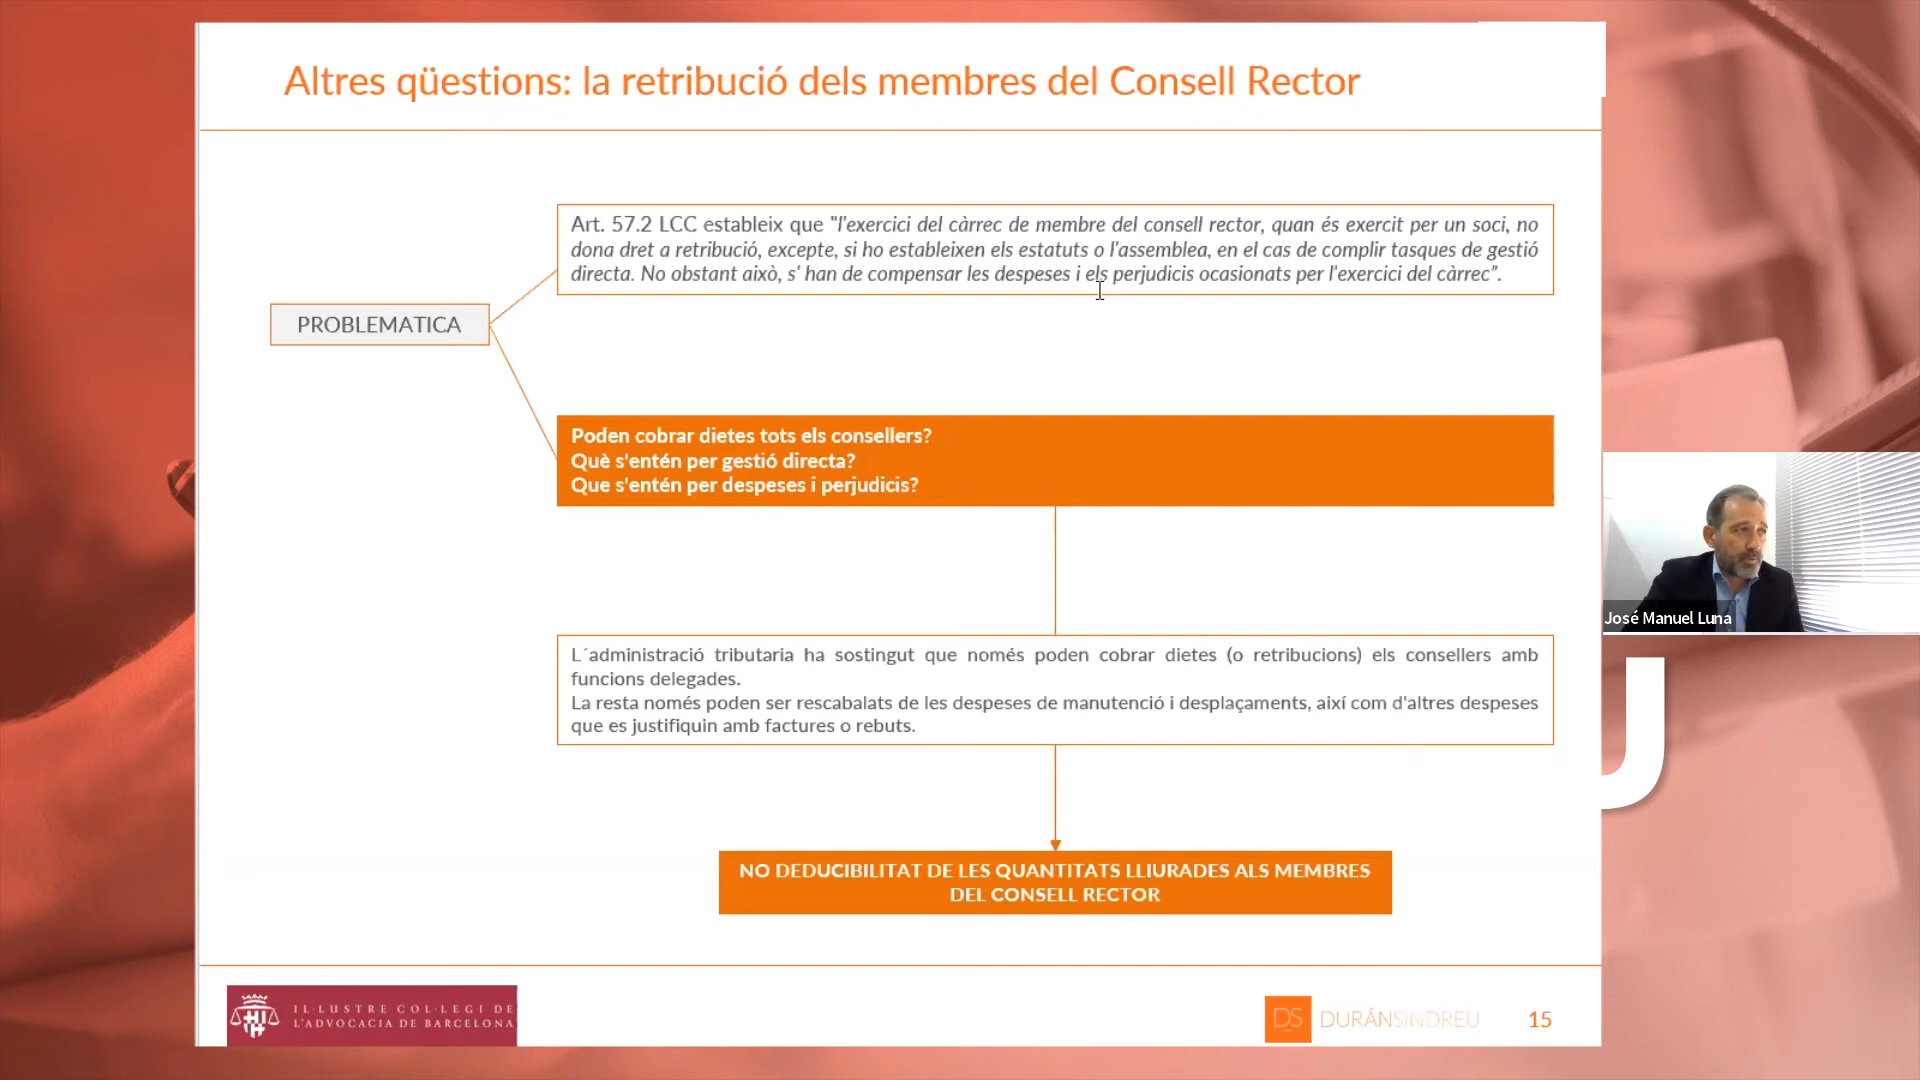 Altres qüestions: la retribució dels membres del Consell Rector
Art. 57.2 LCC estableix que "l'exercici del càrrec de membre del consell rector, quan és exercit per un soci, no
dona dret a retribució, excepte, si ho estableixen els estatuts o l'assemblea, en el cas de complir tasques de gestió
directa. No obstant això, s' han de compensar les despeses i els perjudicis ocasionats per l'exercici del càrrec”.
PROBLEMATICA
Poden cobrar dietes tots els consellers?
Què s'entén per gestió directa?
Que s'entén per despeses i perjudicis?
José Manuel Luna
L´administració tributaria ha sostingut que només poden cobrar dietes (o retribucions) els consellers amb
funcions delegades.
La resta només poden ser rescabalats de les despeses de manutenció i desplaçaments, així com d'altres despeses
que es justifiquin amb factures o rebuts.
NO DEDUCIBILITAT DE LES QUANTITATS LLIURADES ALS MEMBRES
DEL CONSELL RECTOR
IL·LUSTRE COL·LEGI DE
L'ADVOCACIA DE BARCELONA
DS DURÁNSINDREU
15